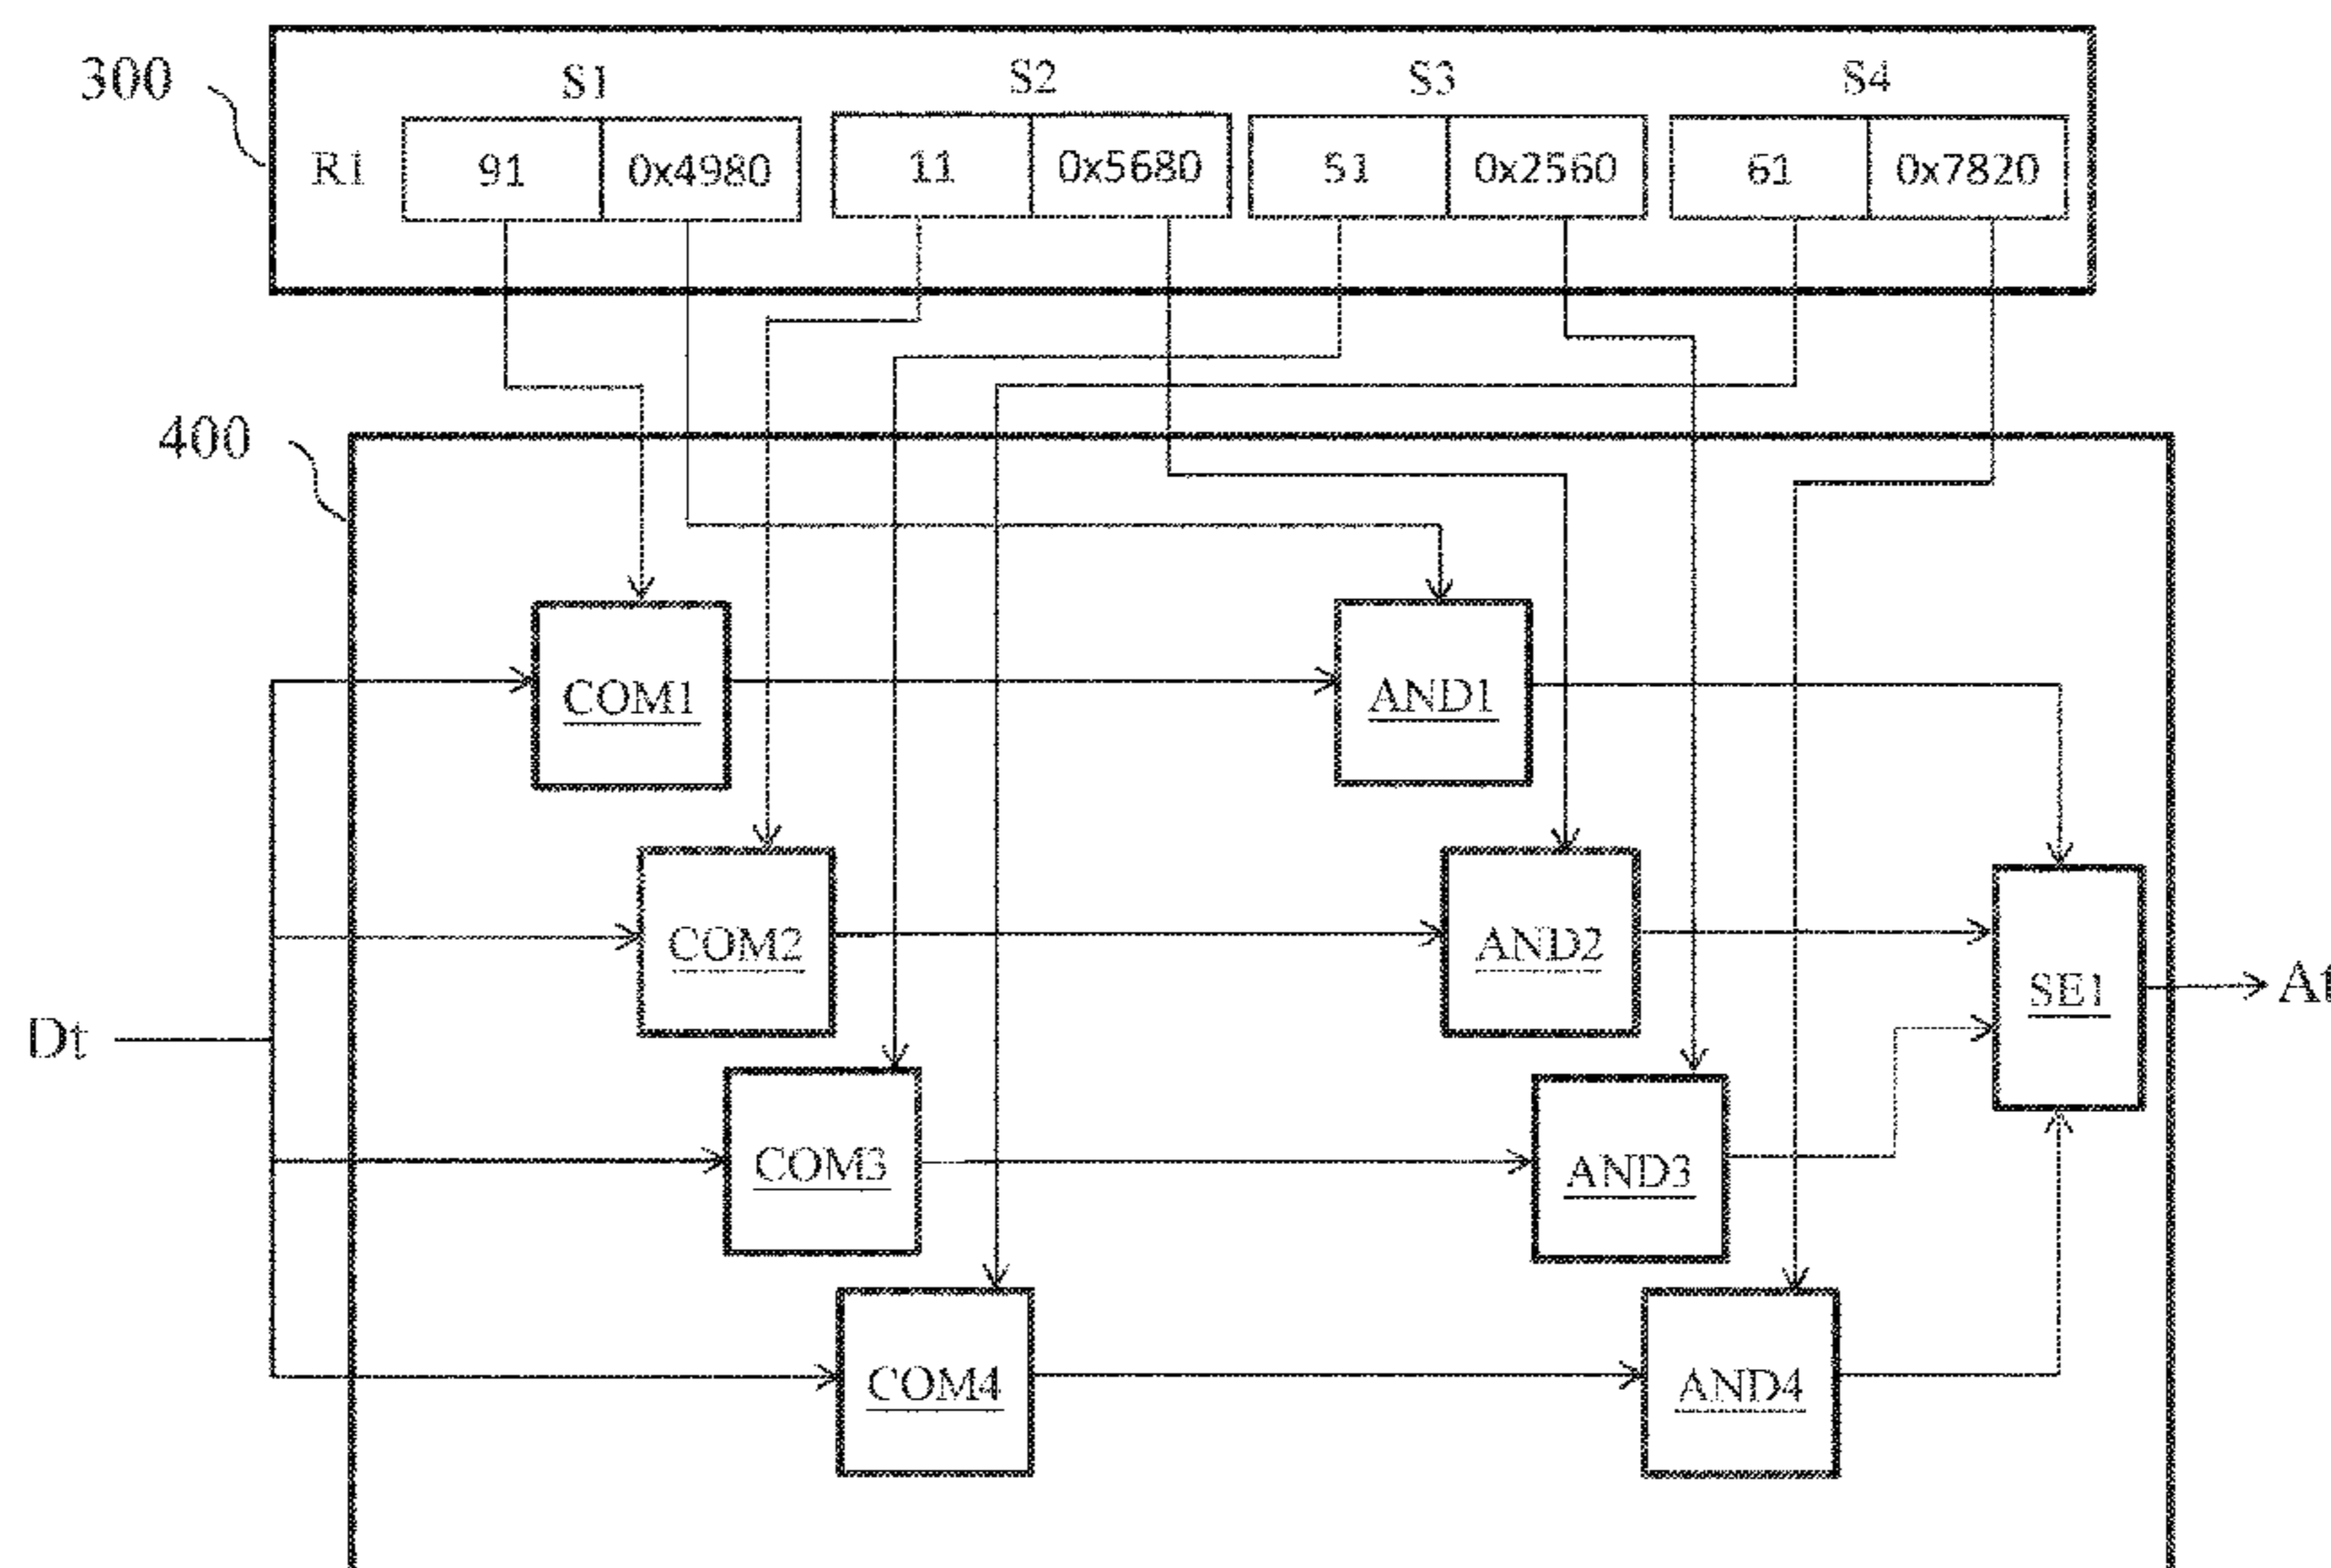 300
S1 S2 S3 S4
R1 91 0x4980 11 0x5680 51 0x2560 61 0x7820
400
COM1 AND1
COM2 AND2
SE1 At
Dt
COM3 AND3
COM4 AND4